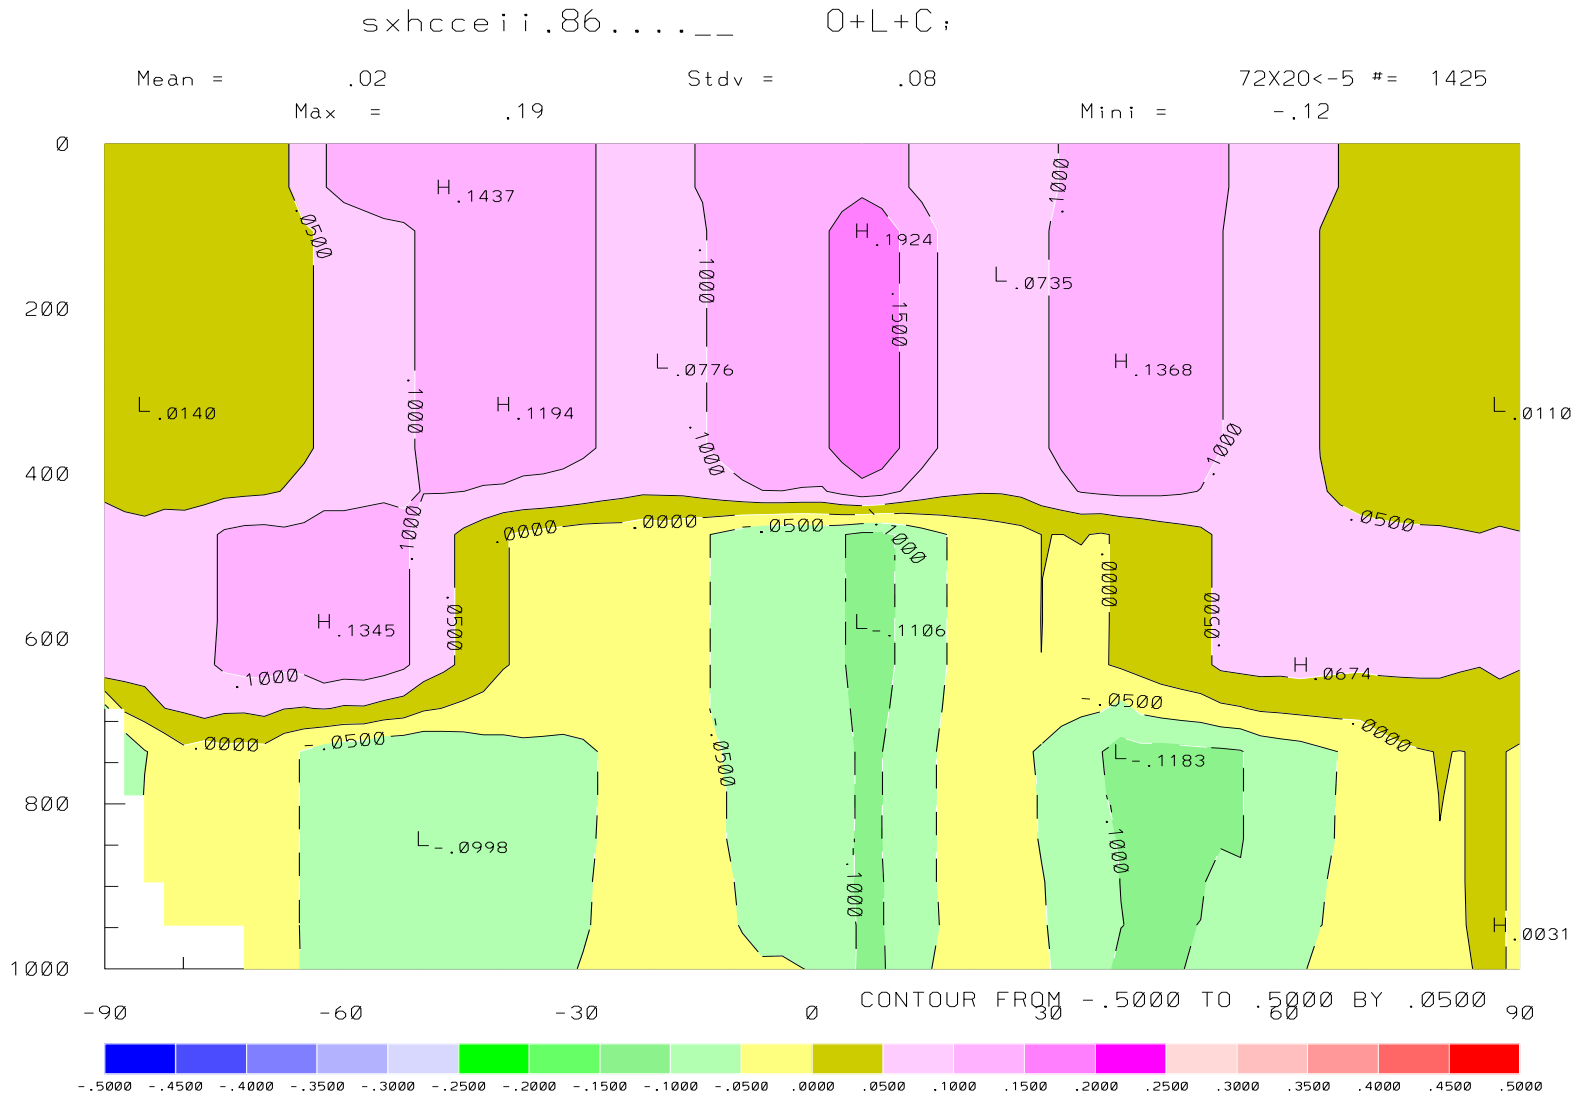 sxhcceii.86....__ O+L+C;
Mean = .02 Stdv = .08 72X20<-5 #= 1425
Max = .19 Mini = -.12
0
H.1437
.0500 .1000
H.1924
.1000 L.0735
200
.1500
L.0776 H.1368
L.0140 .1000 H.1194 L.0110
.1000 .1000
400
.0500
.1000 .0000 .0000 .0500 .1000
.0500 .0000 .0500
H.1345 L-.1106
600
.1000 H.0674
-.0500
.0000 -.0500 .0500 .0000
L-.1183
800
L-.0998 .1000
.1000
H.0031
1000
CONTOUR FROM -.5000 TO .5000 BY .0500
-90 -60 -30 0 30 60 90
-.5000 -.4500 -.4000 -.3500 -.3000 -.2500 -.2000 -.1500 -.1000 -.0500 .0000 .0500 .1000 .1500 .2000 .2500 .3000 .3500 .4000 .4500 .5000